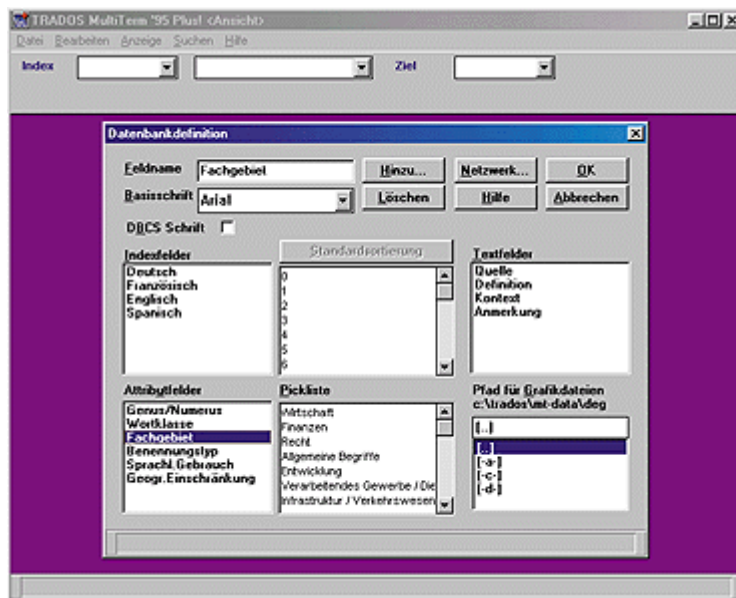 TRADOS MultiTerm '95 Plus! <Ansicht>
Datei Bearbeiten Anzeige Suchen Hilfe
Index Ziel
Datenbankdefinition
Feldname Fachgebiet Hinzu... Netzwerk... OK
Basisschrift Arial Löschen Hilfe Abbrechen
DBCS Schrift
Standardsortierung
Indexfelder Textfelder
Deutsch
Französisch
Englisch
Spanisch
0
1
2
3
4
5
6
Quelle
Definition
Kontext
Anmerkung
Attributfelder Pickliste Pfad für Grafikdateien
c:\trados\mt-data\deg
Genus/Numerus
Wortklasse
Fachgebiet
Benennungstyp
Sprachl.Gebrauch
Geogr.Einschränkung
Wirtschaft
Finanzen
Recht
Allgemeine Begriffe
Entwicklung
Verarbeitendes Gewerbe / Die
Infrastruktur / Verkehrswesen
[..]
[..]
[-a-]
[-c-]
[-d-]